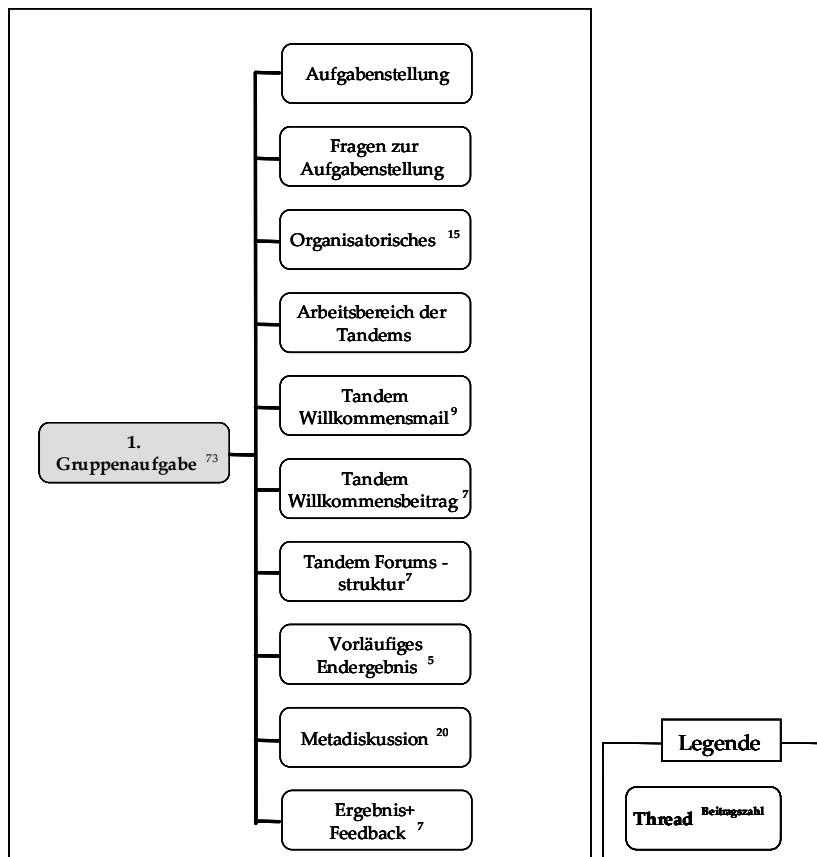 Aufgabenstellung
Fragen zur
Aufgabenstellung
Organisatorisches 15
Arbeitsbereich der
Tandems
Tandem
Willkommensmail 9
1.
Gruppenaufgabe 73
Tandem
Willkommensbeitrag 7
Tandem Forums -
struktur 7
Vorläufiges
Endergebnis 5
Metadiskussion 20
Ergebnis+
Feedback 7
Legende
Thread Beitragszahl